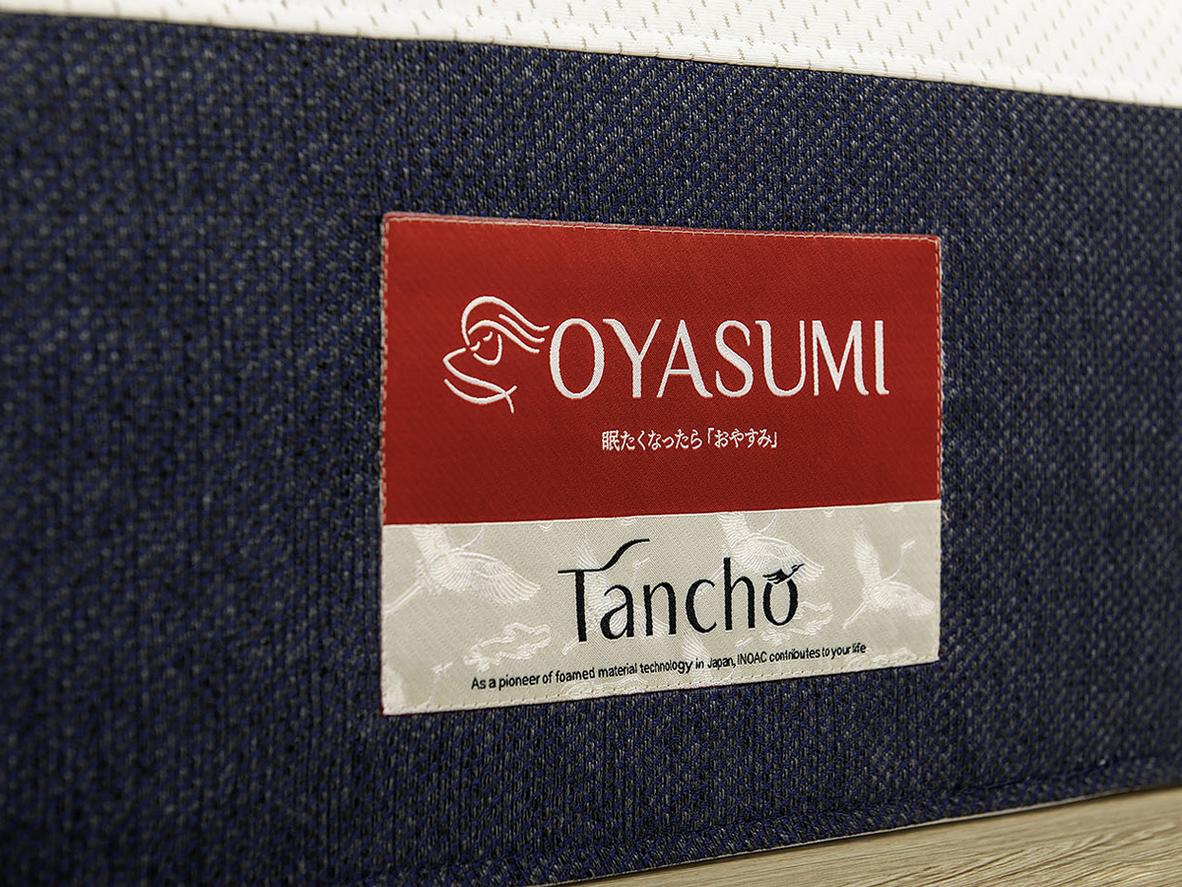 OYASUMI
眠たくなったら「おやすみ」
Tancho
As a pioneer of foamed material technology in Japan, INOAC contributes to your life